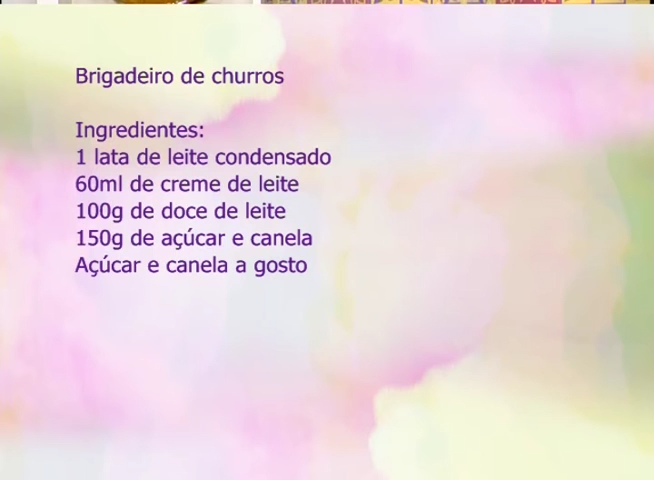 Brigadeiro de churros
Ingredientes:
1 lata de leite condensado
60ml de creme de leite
100g de doce de leite
150g de açúcar e canela
Açúcar e canela a gosto